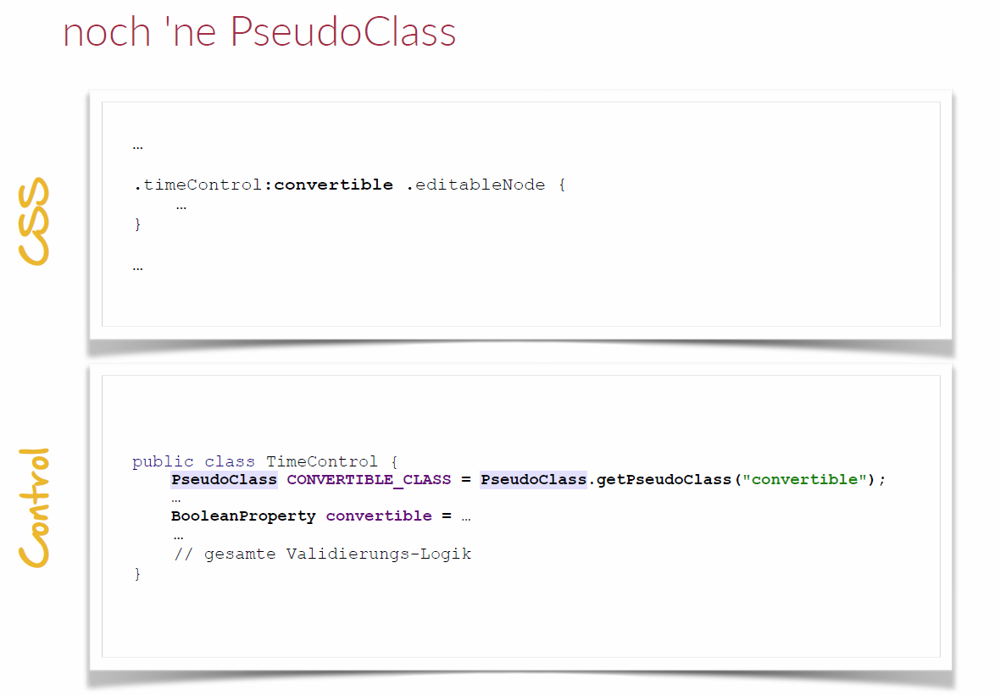 noch 'ne PseudoClass
CSS
…
.timeControl:convertible .editableNode {
…
}
…
Control
public class TimeControl {
PseudoClass CONVERTIBLE_CLASS = PseudoClass.getPseudoClass("convertible");
…
BooleanProperty convertible = …
…
// gesamte Validierungs-Logik
}